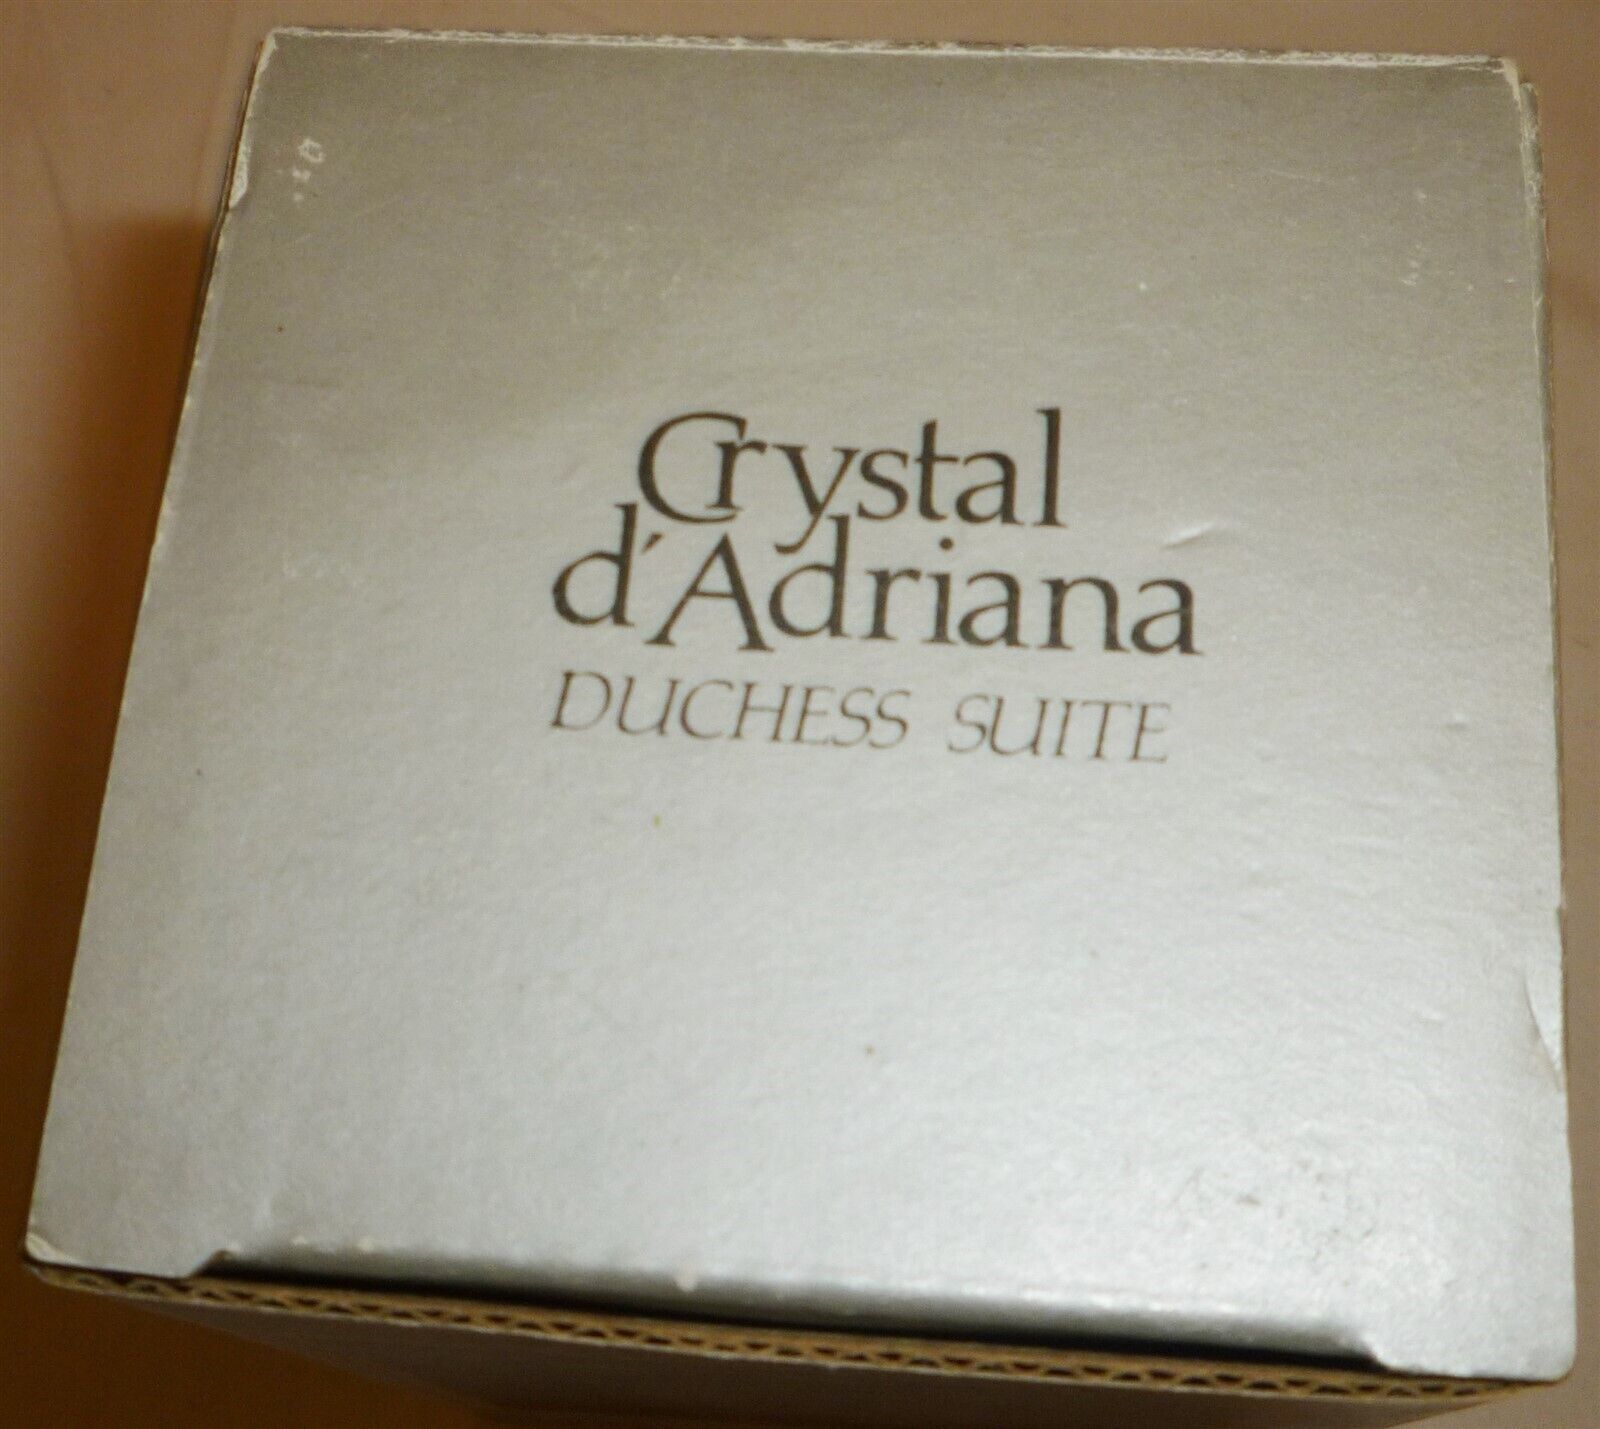 Crystal
d'Adriana
DUCHESS SUITE